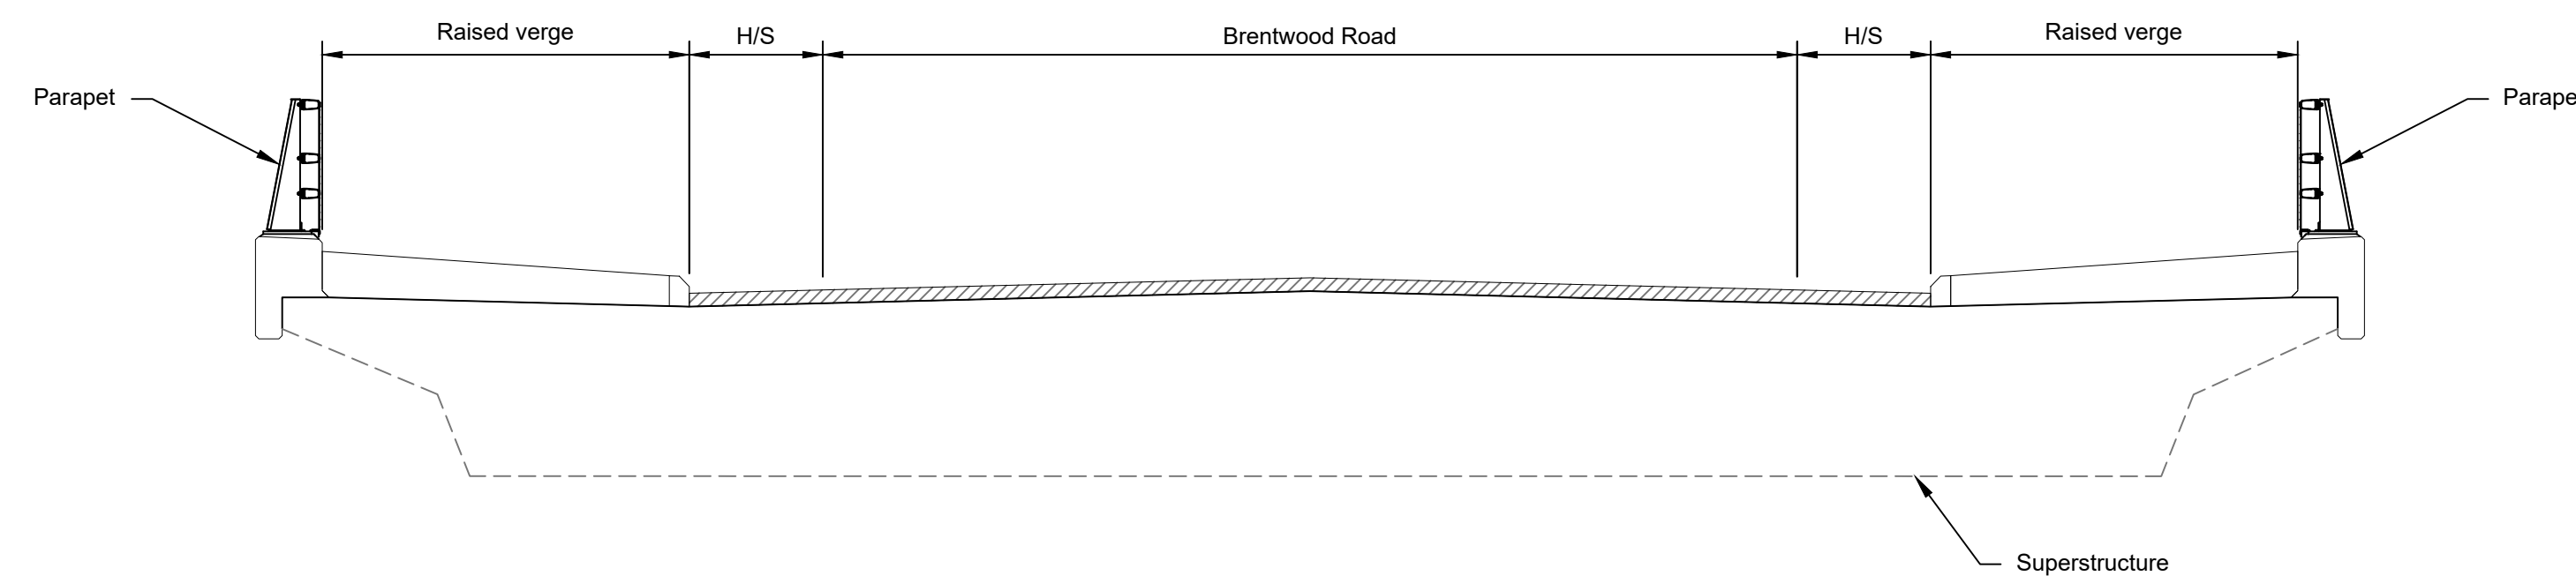 Raised verge
H/S
Brentwood Road
H/S
Raised verge
Parapet
Parape
Superstructure